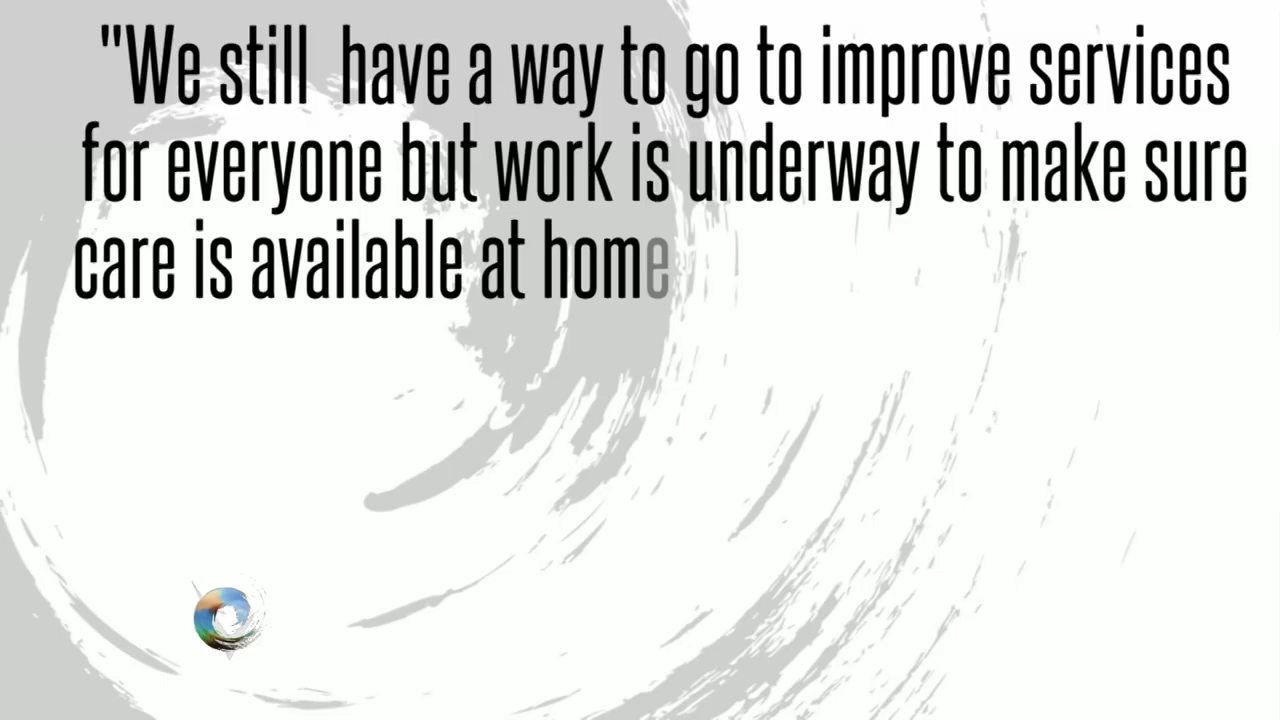 "We still  have a way to go to improve services
for everyone but work is underway to make sure
care is available at home